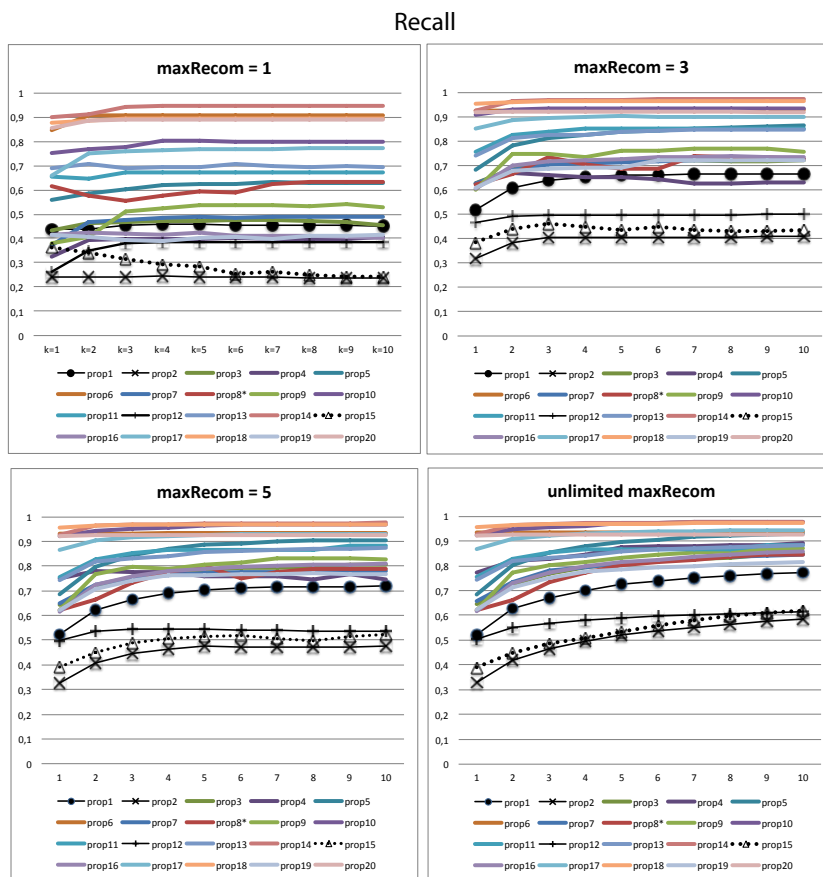 Recall
maxRecom = 1
1
0,9
0,8
0,7
0,6
0,5
0,4
0,3
0,2
0,1
0
k=1 k=2 k=3 k=4 k=5 k=6 k=7 k=8 k=9 k=10
prop1 prop2 prop3 prop4 prop5
prop6 prop7 prop8* prop9 prop10
prop11 prop12 prop13 prop14 prop15
prop16 prop17 prop18 prop19 prop20
maxRecom = 3
1
0,9
0,8
0,7
0,6
0,5
0,4
0,3
0,2
0,1
0
1 2 3 4 5 6 7 8 9 10
prop1 prop2 prop3 prop4 prop5
prop6 prop7 prop8* prop9 prop10
prop11 prop12 prop13 prop14 prop15
prop16 prop17 prop18 prop19 prop20
maxRecom = 5
1
0,9
0,8
0,7
0,6
0,5
0,4
0,3
0,2
0,1
0
1 2 3 4 5 6 7 8 9 10
prop1 prop2 prop3 prop4 prop5
prop6 prop7 prop8* prop9 prop10
prop11 prop12 prop13 prop14 prop15
prop16 prop17 prop18 prop19 prop20
unlimited maxRecom
1
0,9
0,8
0,7
0,6
0,5
0,4
0,3
0,2
0,1
0
1 2 3 4 5 6 7 8 9 10
prop1 prop2 prop3 prop4 prop5
prop6 prop7 prop8* prop9 prop10
prop11 prop12 prop13 prop14 prop15
prop16 prop17 prop18 prop19 prop20